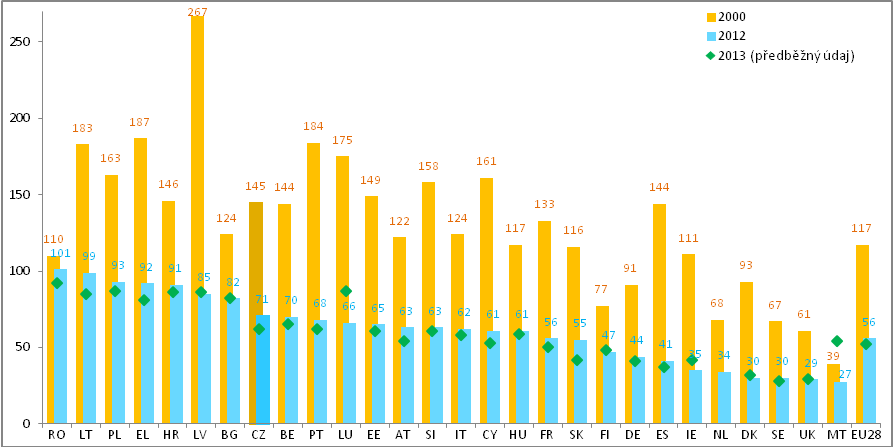 2000
2012
2013 (předběžný údaj)
250
200
150
100
50
0
267
183 163 187 146 124 145 144 184 175 149 122 158 124 161 117 133 116 144 111 117
110 77 91 68 93 67 61 39
101 99 93 92 91 85 82 71 70 68 66 65 63 63 62 61 61 56 55 47 44 41 35 34 30 30 29 27 56
RO LT PL EL HR LV BG CZ BE PT LU EE AT SI IT CY HU FR SK FI DE ES IE NL DK SE UK MT EU28